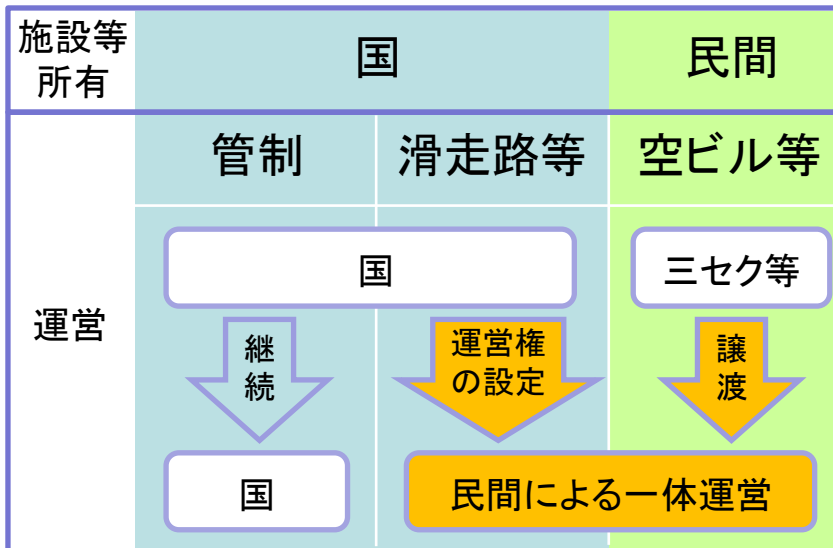 施設等
所有
国
民間
管制
滑走路等
空ビル等
運営
国
三セク等
継
続
運営権
の設定
譲
渡
国
民間による一体運営